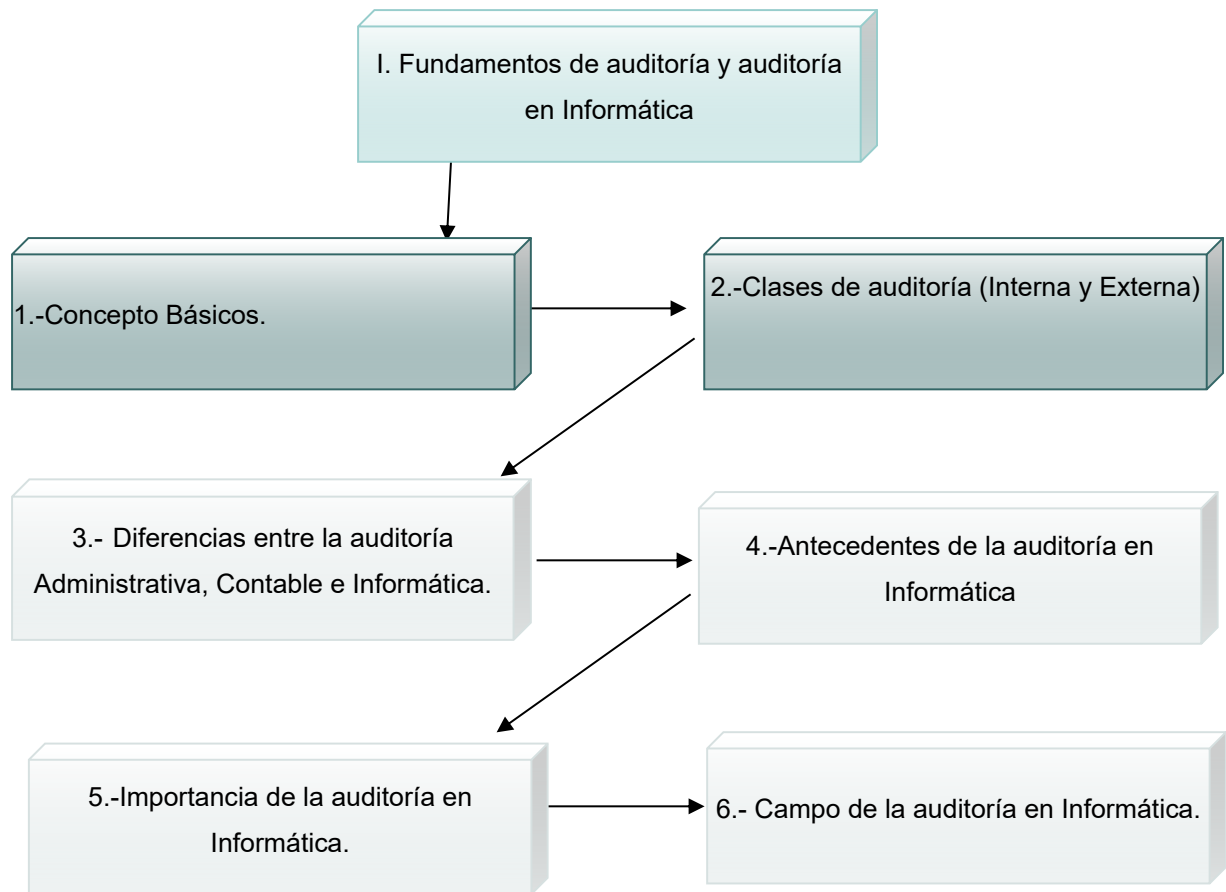 I. Fundamentos de auditoría y auditoría
en Informática
1.-Concepto Básicos.
2.-Clases de auditoría (Interna y Externa)
3.- Diferencias entre la auditoría
Administrativa, Contable e Informática.
4.-Antecedentes de la auditoría en
Informática
5.-Importancia de la auditoría en
Informática.
6.- Campo de la auditoría en Informática.